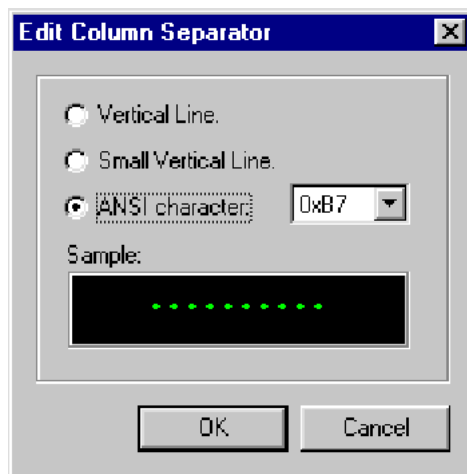 Edit Column Separator
Vertical Line.
Small Vertical Line.
ANSI character: 0xB7
Sample:
··········
OK Cancel